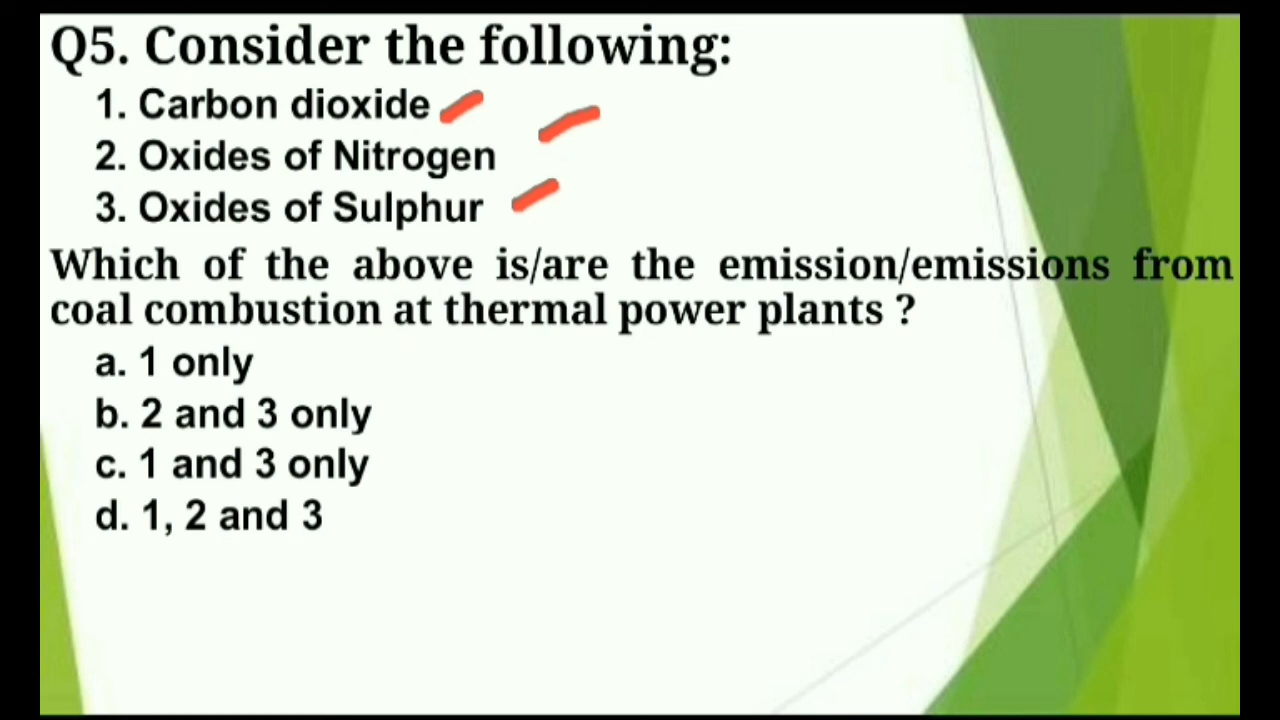 Q5. Consider the following:
1. Carbon dioxide
2. Oxides of Nitrogen
3. Oxides of Sulphur
Which of the above is/are the emission/emissions from
coal combustion at thermal power plants ?
a. 1 only
b. 2 and 3 only
c. 1 and 3 only
d. 1, 2 and 3